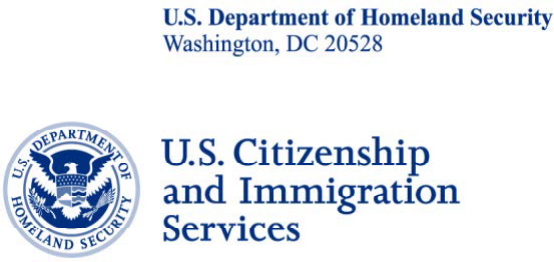 U.S. Department of Homeland Security
Washington, DC 20528
U.S. DEPARTMENT OF
HOMELAND SECURITY
U.S. Citizenship
and Immigration
Services